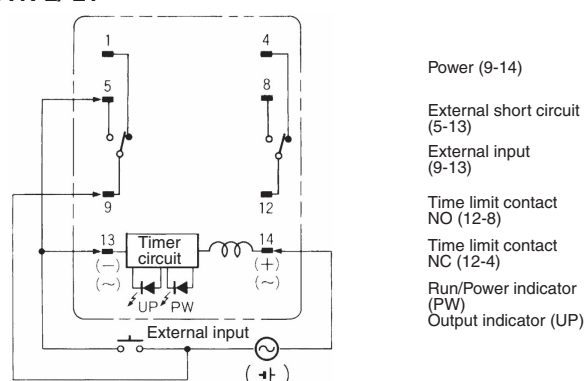 1
4
5
8
9
12
13
Timer
circuit
14
(−)
(∼)
(+)
(∼)
UP
PW
External input
Power (9-14)
External short circuit
(5-13)
External input
(9-13)
Time limit contact
NO (12-8)
Time limit contact
NC (12-4)
Run/Power indicator
(PW)
Output indicator (UP)